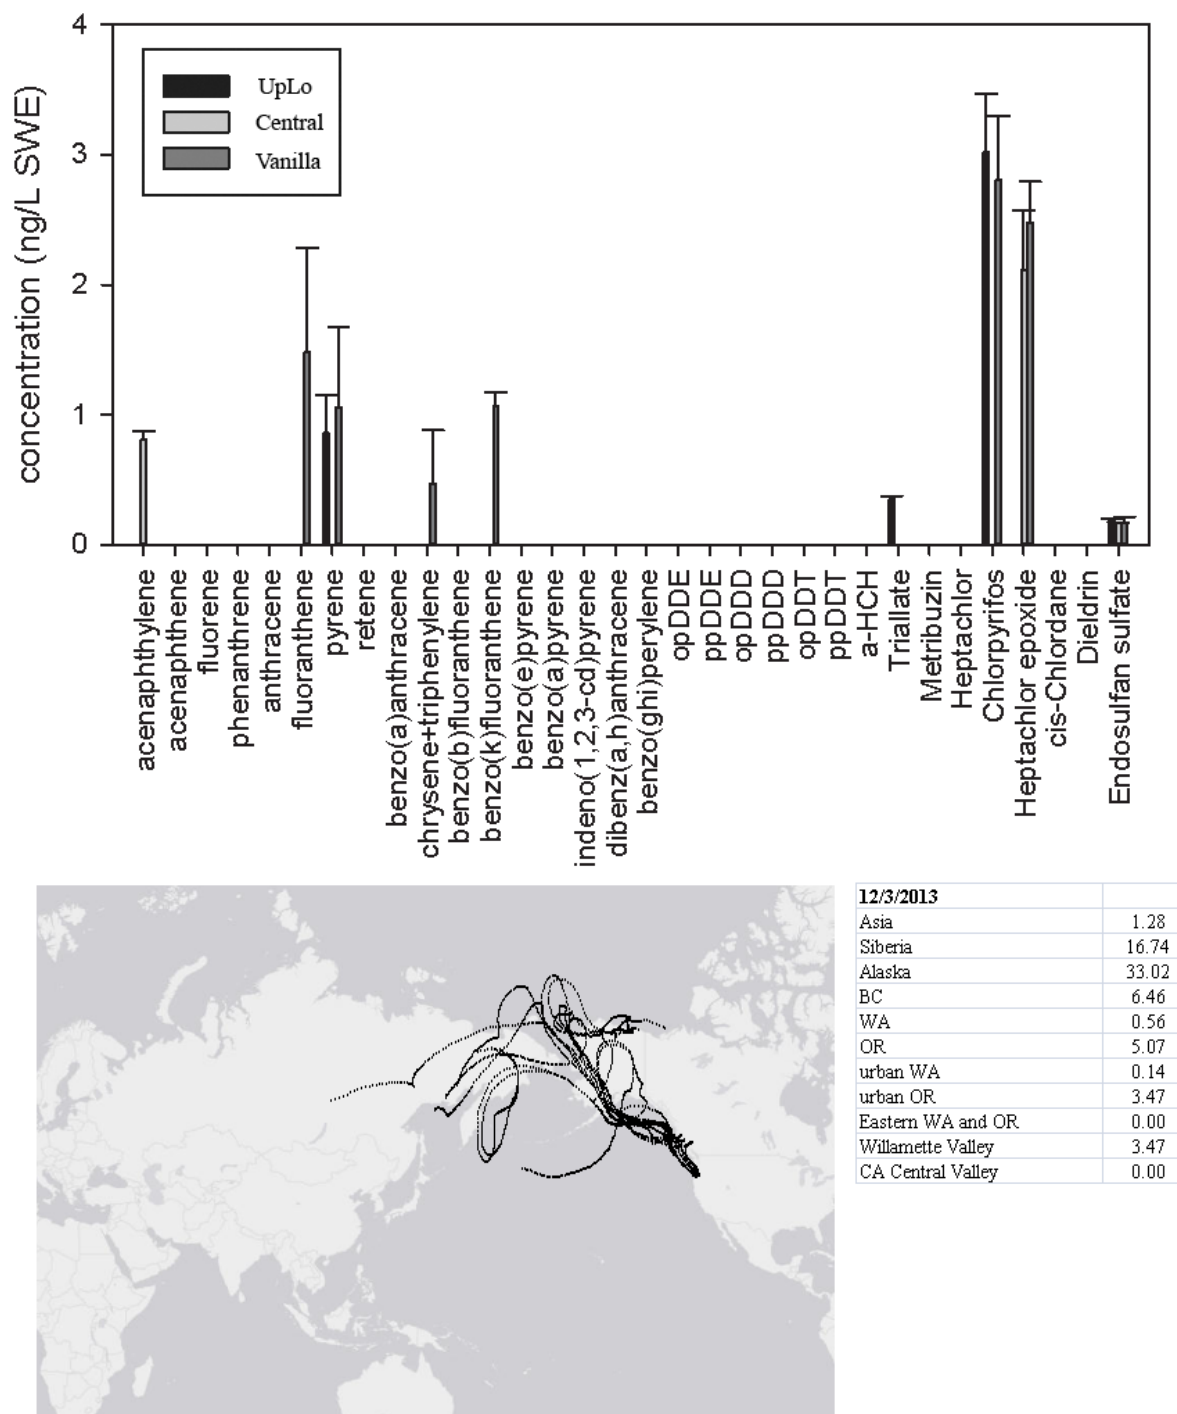 4
3
2
1
0
concentration (ng/L SWE)
UpLo
Central
Vanilla
acenaphthylene
acenaphthene
fluorene
phenanthrene
anthracene
fluoranthene
pyrene
retene
benzo(a)anthracene
chrysene+triphenylene
benzo(b)fluoranthene
benzo(k)fluoranthene
benzo(e)pyrene
benzo(a)pyrene
indeno(1,2,3-cd)pyrene
dibenz(a,h)anthracene
benzo(ghi)perylene
opDDE
ppDDE
opDDD
ppDDD
opDDT
ppDDT
a-HCH
Triallate
Metribuzin
Heptachlor
Chlorpyrifos
Heptachlor epoxide
cis-Chlordane
Dieldrin
Endosulfan sulfate
12/3/2013
Asia 1.28
Siberia 16.74
Alaska 33.02
BC 6.46
WA 0.56
OR 5.07
urban WA 0.14
urban OR 3.47
Eastern WA and OR 0.00
Willamette Valley 3.47
CA Central Valley 0.00